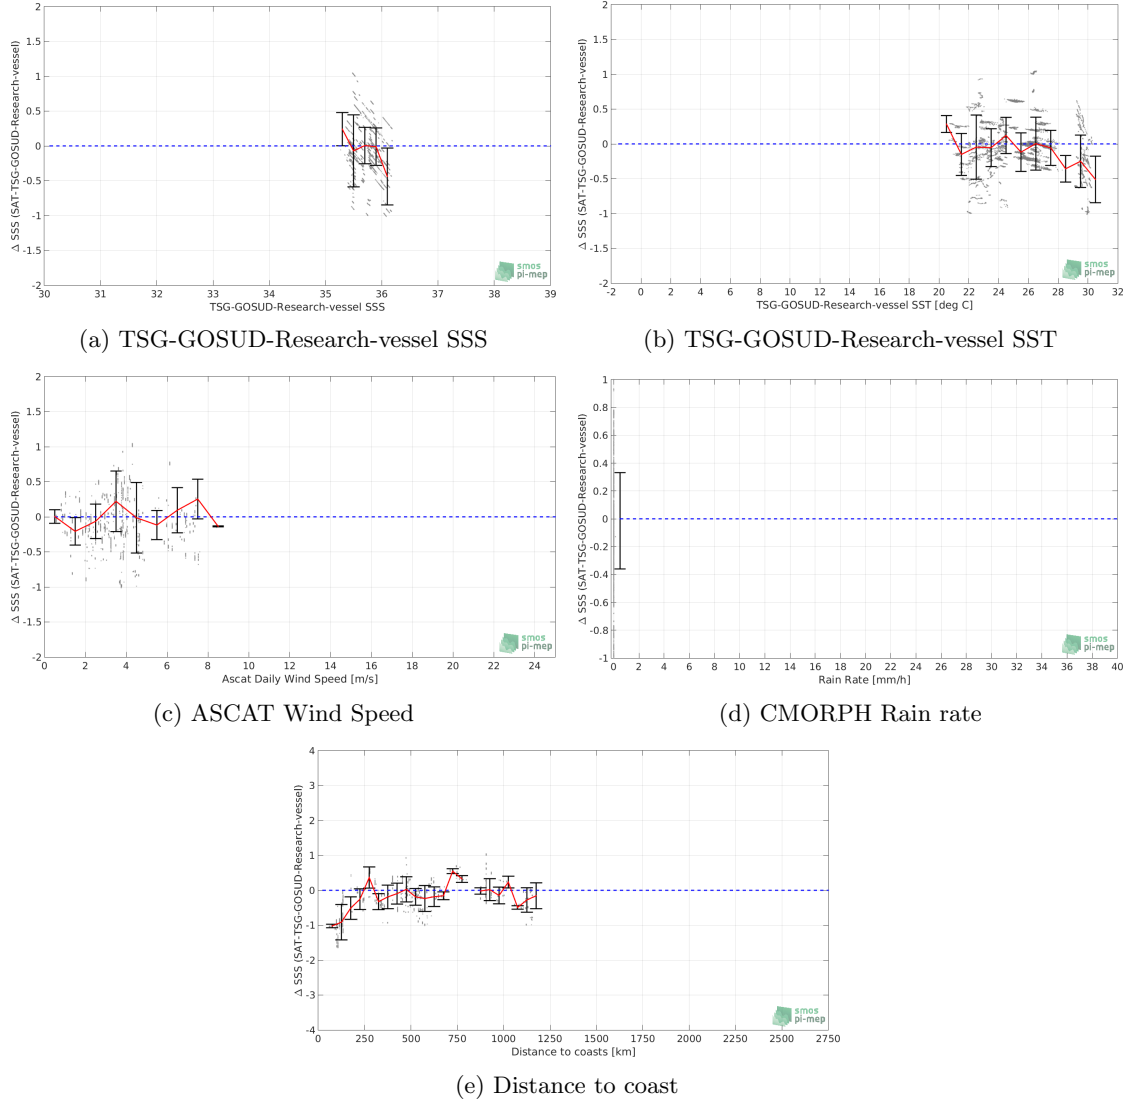 Δ SSS (SAT-TSG-GOSUD-Research-vessel)
2
1.5
1
0.5
0
-0.5
-1
-1.5
-2
30 31 32 33 34 35 36 37 38 39
TSG-GOSUD-Research-vessel SSS
smos
pi-mep
(a) TSG-GOSUD-Research-vessel SSS
Δ SSS (SAT-TSG-GOSUD-Research-vessel)
2
1.5
1
0.5
0
-0.5
-1
-1.5
-2
-2 0 2 4 6 8 10 12 14 16 18 20 22 24 26 28 30 32
TSG-GOSUD-Research-vessel SST [deg C]
smos
pi-mep
(b) TSG-GOSUD-Research-vessel SST
Δ SSS (SAT-TSG-GOSUD-Research-vessel)
2
1.5
1
0.5
0
-0.5
-1
-1.5
-2
0 2 4 6 8 10 12 14 16 18 20 22 24
Ascat Daily Wind Speed [m/s]
smos
pi-mep
(c) ASCAT Wind Speed
Δ SSS (SAT-TSG-GOSUD-Research-vessel)
1
0.8
0.6
0.4
0.2
0
-0.2
-0.4
-0.6
-0.8
-1
0 2 4 6 8 10 12 14 16 18 20 22 24 26 28 30 32 34 36 38 40
Rain Rate [mm/h]
smos
pi-mep
(d) CMORPH Rain rate
Δ SSS (SAT-TSG-GOSUD-Research-vessel)
4
3
2
1
0
-1
-2
-3
-4
0 250 500 750 1000 1250 1500 1750 2000 2250 2500 2750
Distance to coasts [km]
smos
pi-mep
(e) Distance to coast